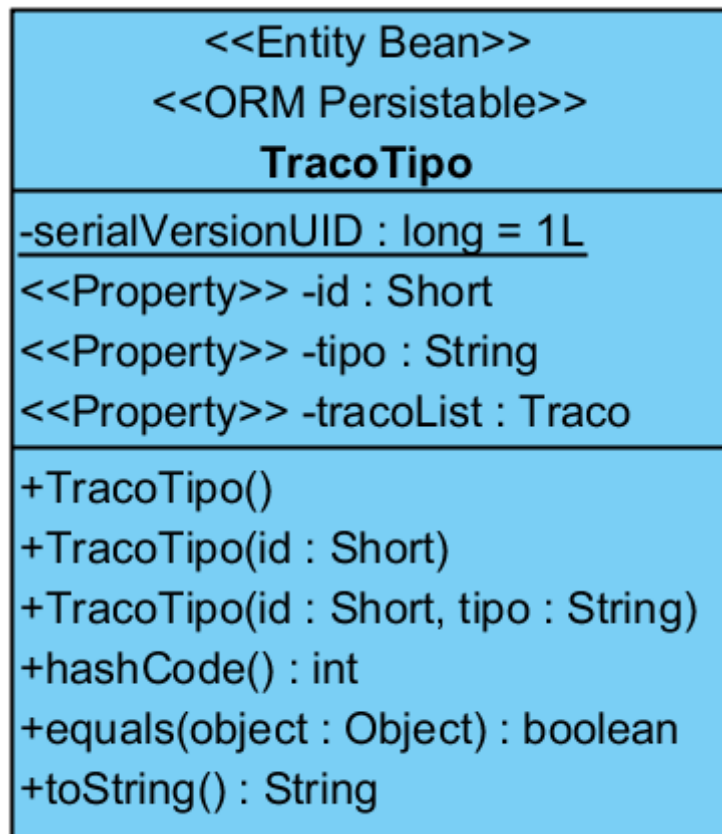 <<Entity Bean>>
<<ORM Persistable>>
TracoTipo
-serialVersionUID : long = 1L
<<Property>> -id : Short
<<Property>> -tipo : String
<<Property>> -tracoList : Traco
+TracoTipo()
+TracoTipo(id : Short)
+TracoTipo(id : Short, tipo : String)
+hashCode() : int
+equals(object : Object) : boolean
+toString() : String